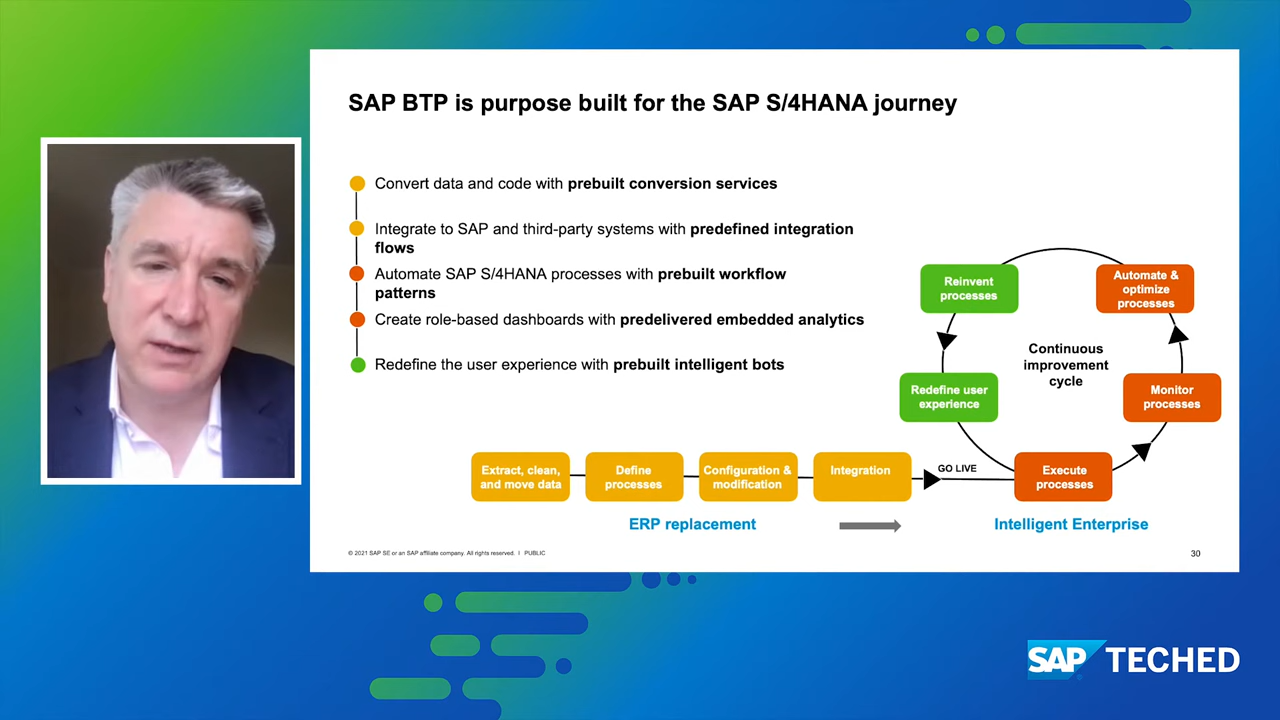 SAP BTP is purpose built for the SAP S/4HANA journey
Convert data and code with prebuilt conversion services
Integrate to SAP and third-party systems with predefined integration
flows
Automate SAP S/4HANA processes with prebuilt workflow
patterns
Create role-based dashboards with predelivered embedded analytics
Redefine the user experience with prebuilt intelligent bots
Reinvent
processes
Automate &
optimize
processes
Continuous
improvement
cycle
Redefine user
experience
Monitor
processes
Extract, clean,
and move data
Define
processes
Configuration &
modification
Integration
GO LIVE
Execute
processes
ERP replacement
Intelligent Enterprise
© 2021 SAP SE or an SAP affiliate company. All rights reserved. I PUBLIC
30
SAP TECHED